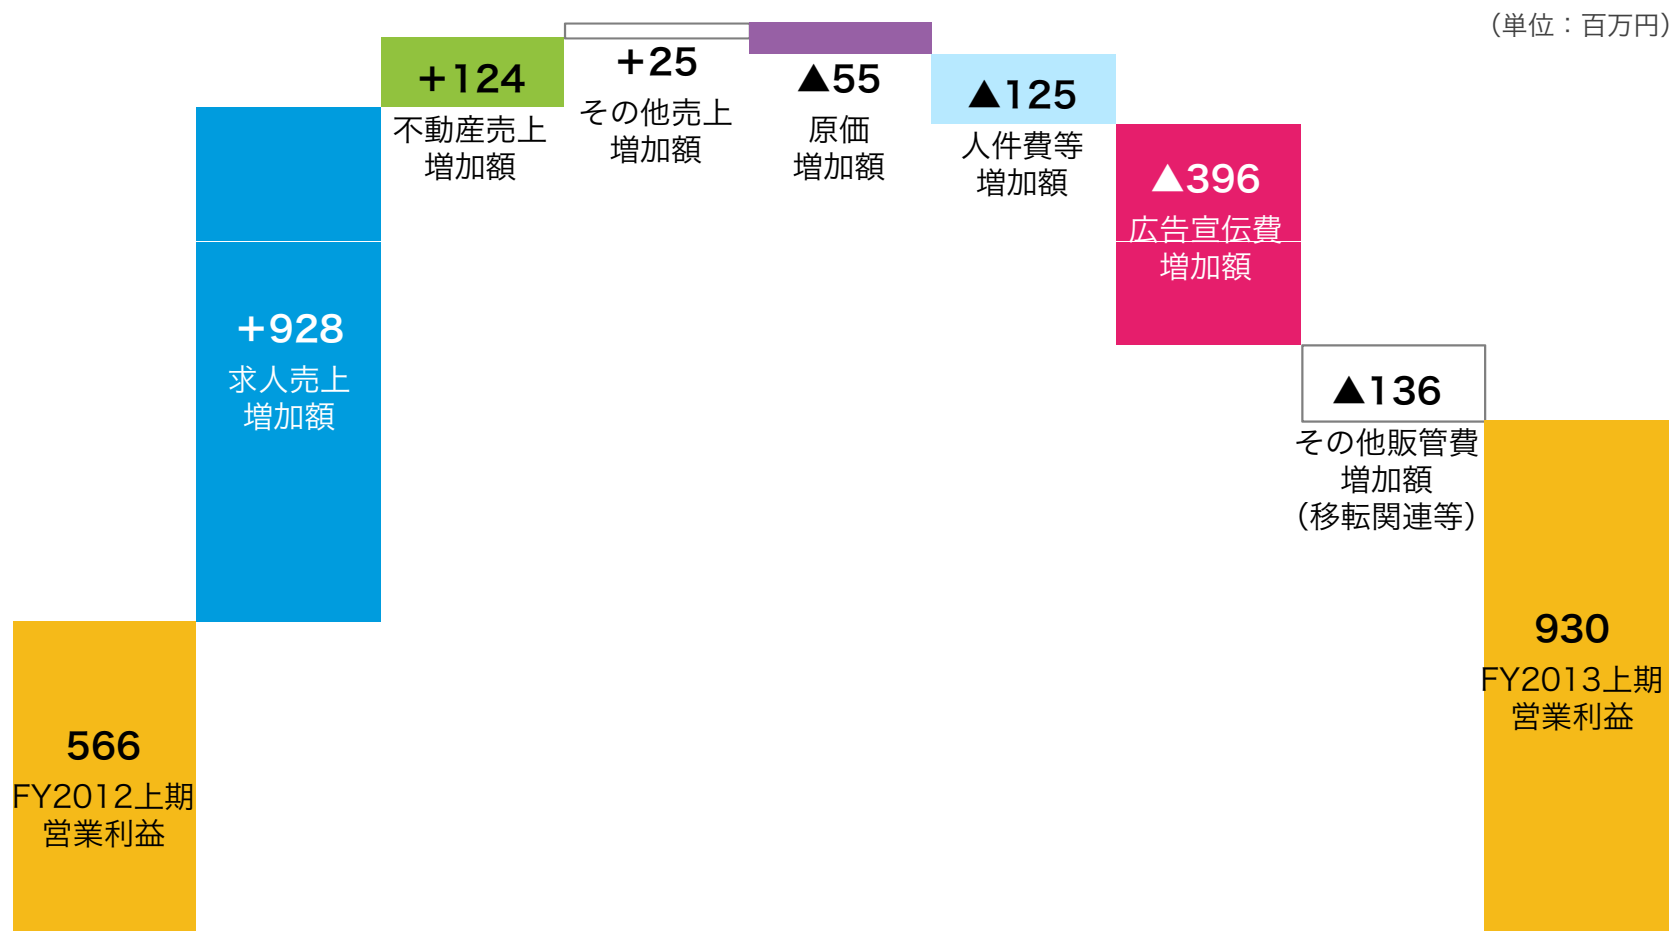 （単位：百万円）
566
FY2012上期
営業利益
+928
求人売上
増加額
+124
不動産売上
増加額
+25
その他売上
増加額
▲55
原価
増加額
▲125
人件費等
増加額
▲396
広告宣伝費
増加額
▲136
その他販管費
増加額
（移転関連等）
930
FY2013上期
営業利益